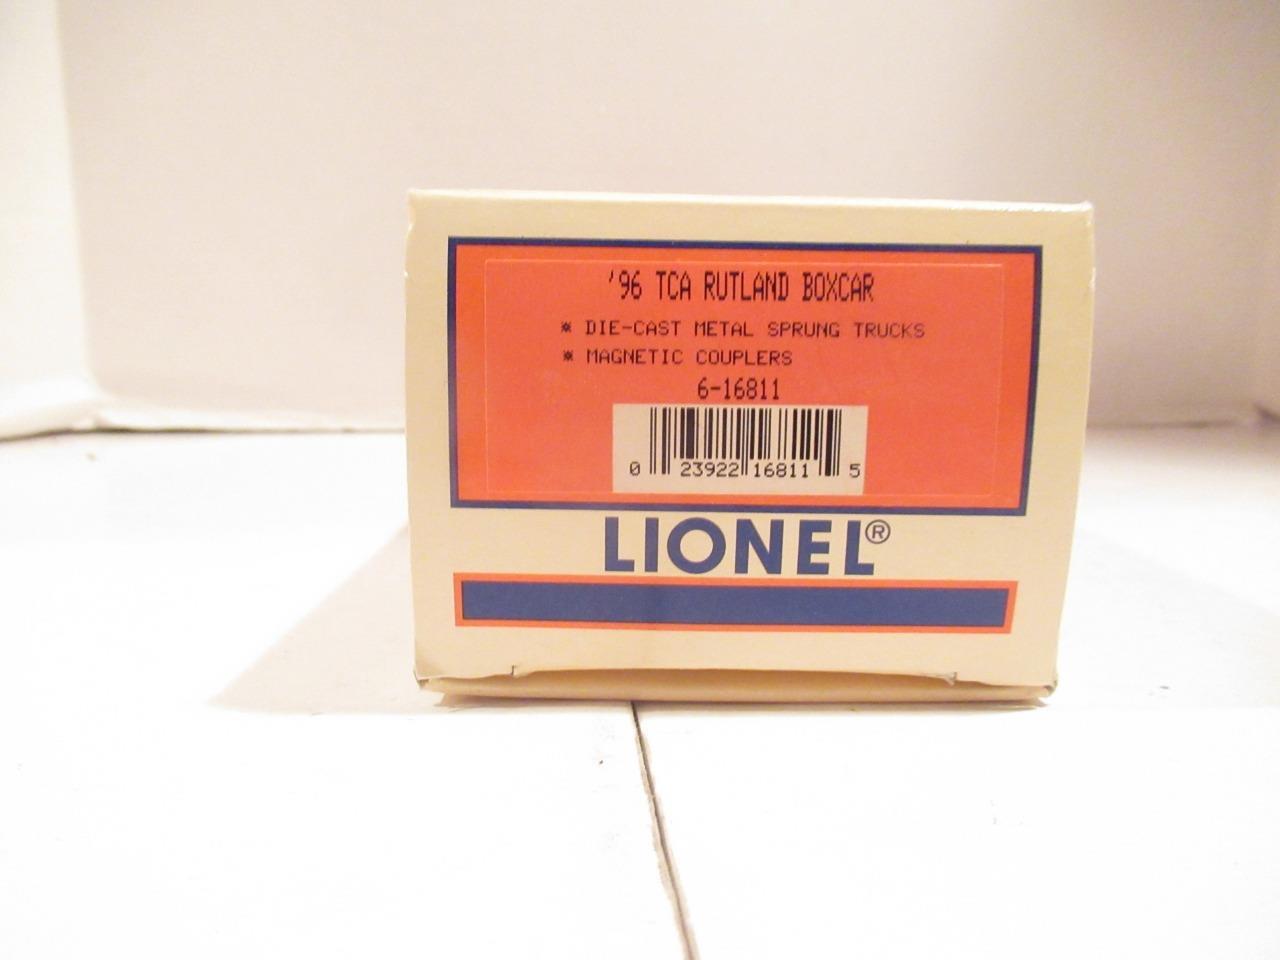 '96 TCA RUTLAND BOXCAR
* DIE-CAST METAL SPRUNG TRUCKS
* MAGNETIC COUPLERS
6-16811
0 23922 16811 5
LIONEL®